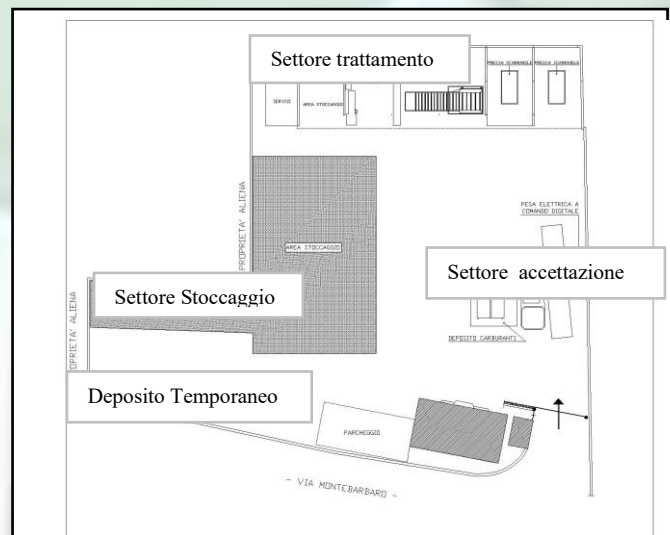 Settore trattamento
PRESSA SCARRABILE
PRESSA SCARRABILE
SERVIZI
AREA STOCCAGGIO
PROPRIETA' ALIENA
PESA ELETTRICA A
COMANDO DIGITALE
AREA STOCCAGGIO
Settore accettazione
Settore Stoccaggio
OPRIETA' ALIENA
DEPOSITO CARBURANTI
Deposito Temporaneo
PARCHEGGIO
- VIA MONTEBARBARO -